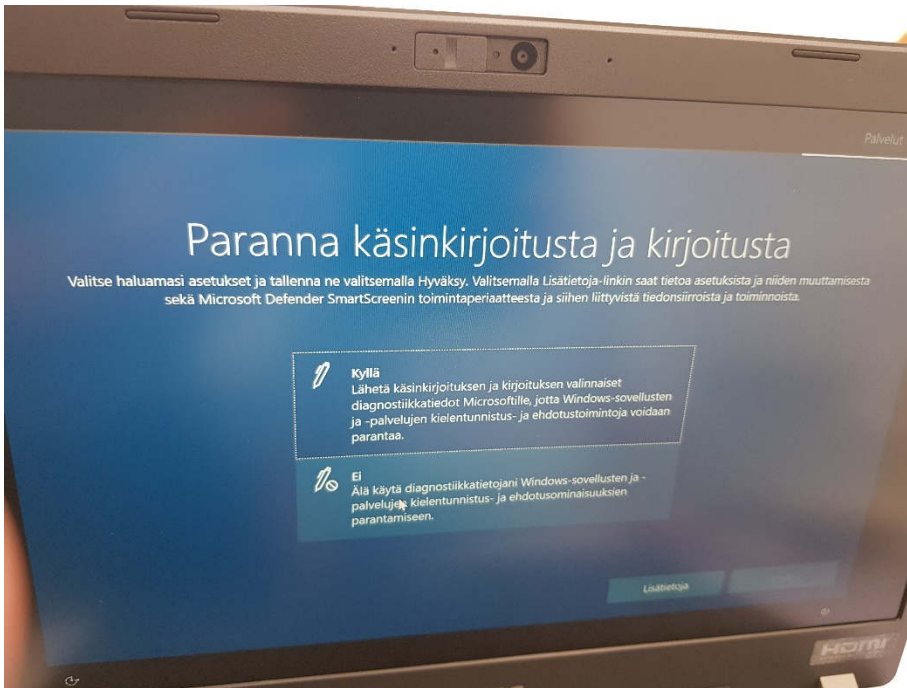 Palvelut
Paranna käsinkirjoitusta ja kirjoitusta
Valitse haluamasi asetukset ja tallenna ne valitsemalla Hyväksy. Valitsemalla Lisätietoja-linkin saat tietoa asetuksista ja niiden muuttamisesta
sekä Microsoft Defender SmartScreenin toimintaperiaatteesta ja siihen liittyvistä tiedonsiirroista ja toiminnoista.
Kyllä
Lähetä käsinkirjoituksen ja kirjoituksen valinnaiset
diagnostiikkatiedot Microsoftille, jotta Windows-sovellusten
ja -palvelujen kielentunnistus- ja ehdotustoimintoja voidaan
parantaa.
Ei
Älä käytä diagnostiikkatietojani Windows-sovellusten ja -
palvelujen kielentunnistus- ja ehdotusominaisuuksien
parantamiseen.
Lisätietoja
HDMI